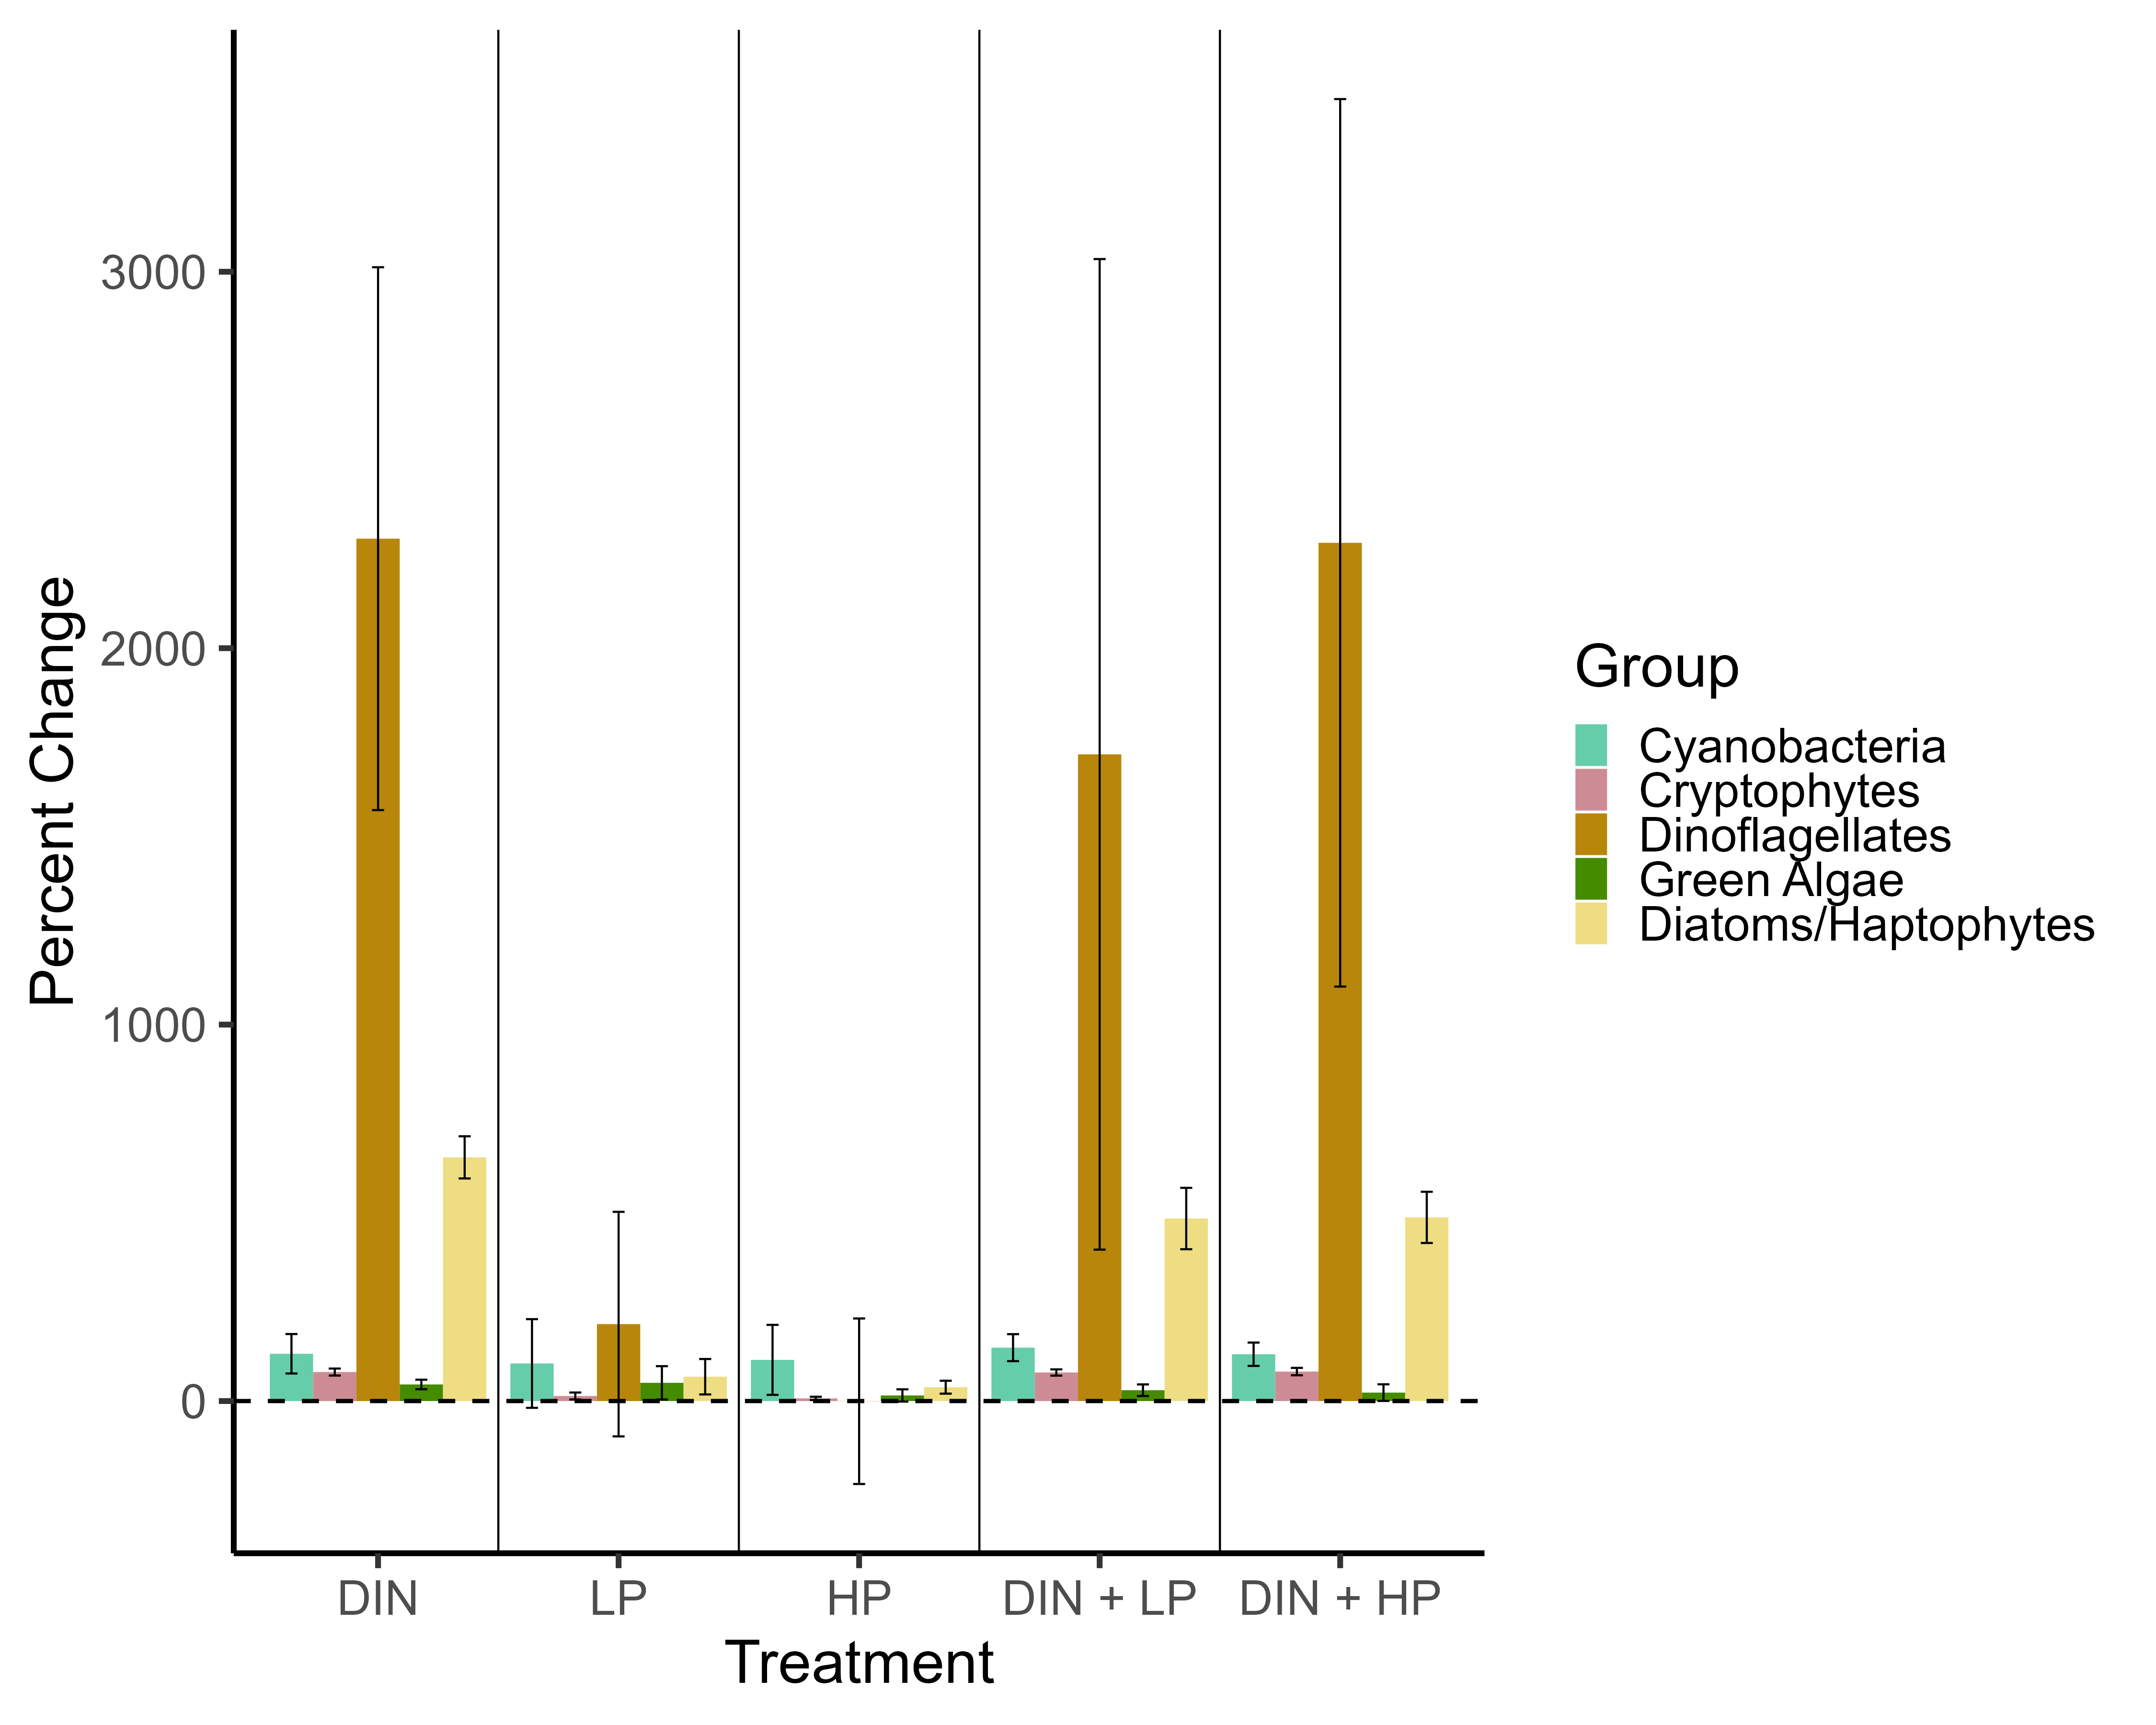 Percent Change
3000
2000
1000
0
DIN
LP
HP
DIN + LP
DIN + HP
Treatment
Group
Cyanobacteria
Cryptophytes
Dinoflagellates
Green Algae
Diatoms/Haptophytes